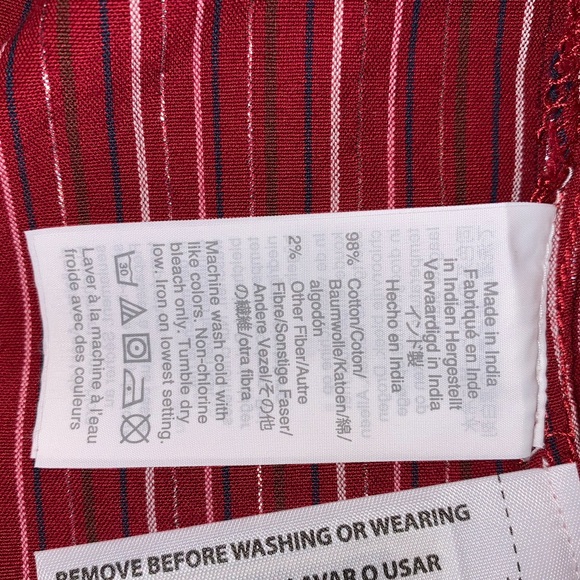 Made in India
Fabriqué en Inde
in Indien Hergestellt
Vervaardigd in India
インド製
Hecho en India
98% Cotton/Coton/
Baumwolle/Katoen/綿/
algodón
2% Other Fiber/Autre
Fibre/Sonstige Faser/
Andere Vezel/その他
の繊維/otra fibra
Machine wash cold with
like colors. Non-chlorine
bleach only. Tumble dry
low. Iron on lowest setting.
30
Laver à la machine à l'eau
froide avec des couleurs
REMOVE BEFORE WASHING OR WEARING
LAVAR O USAR